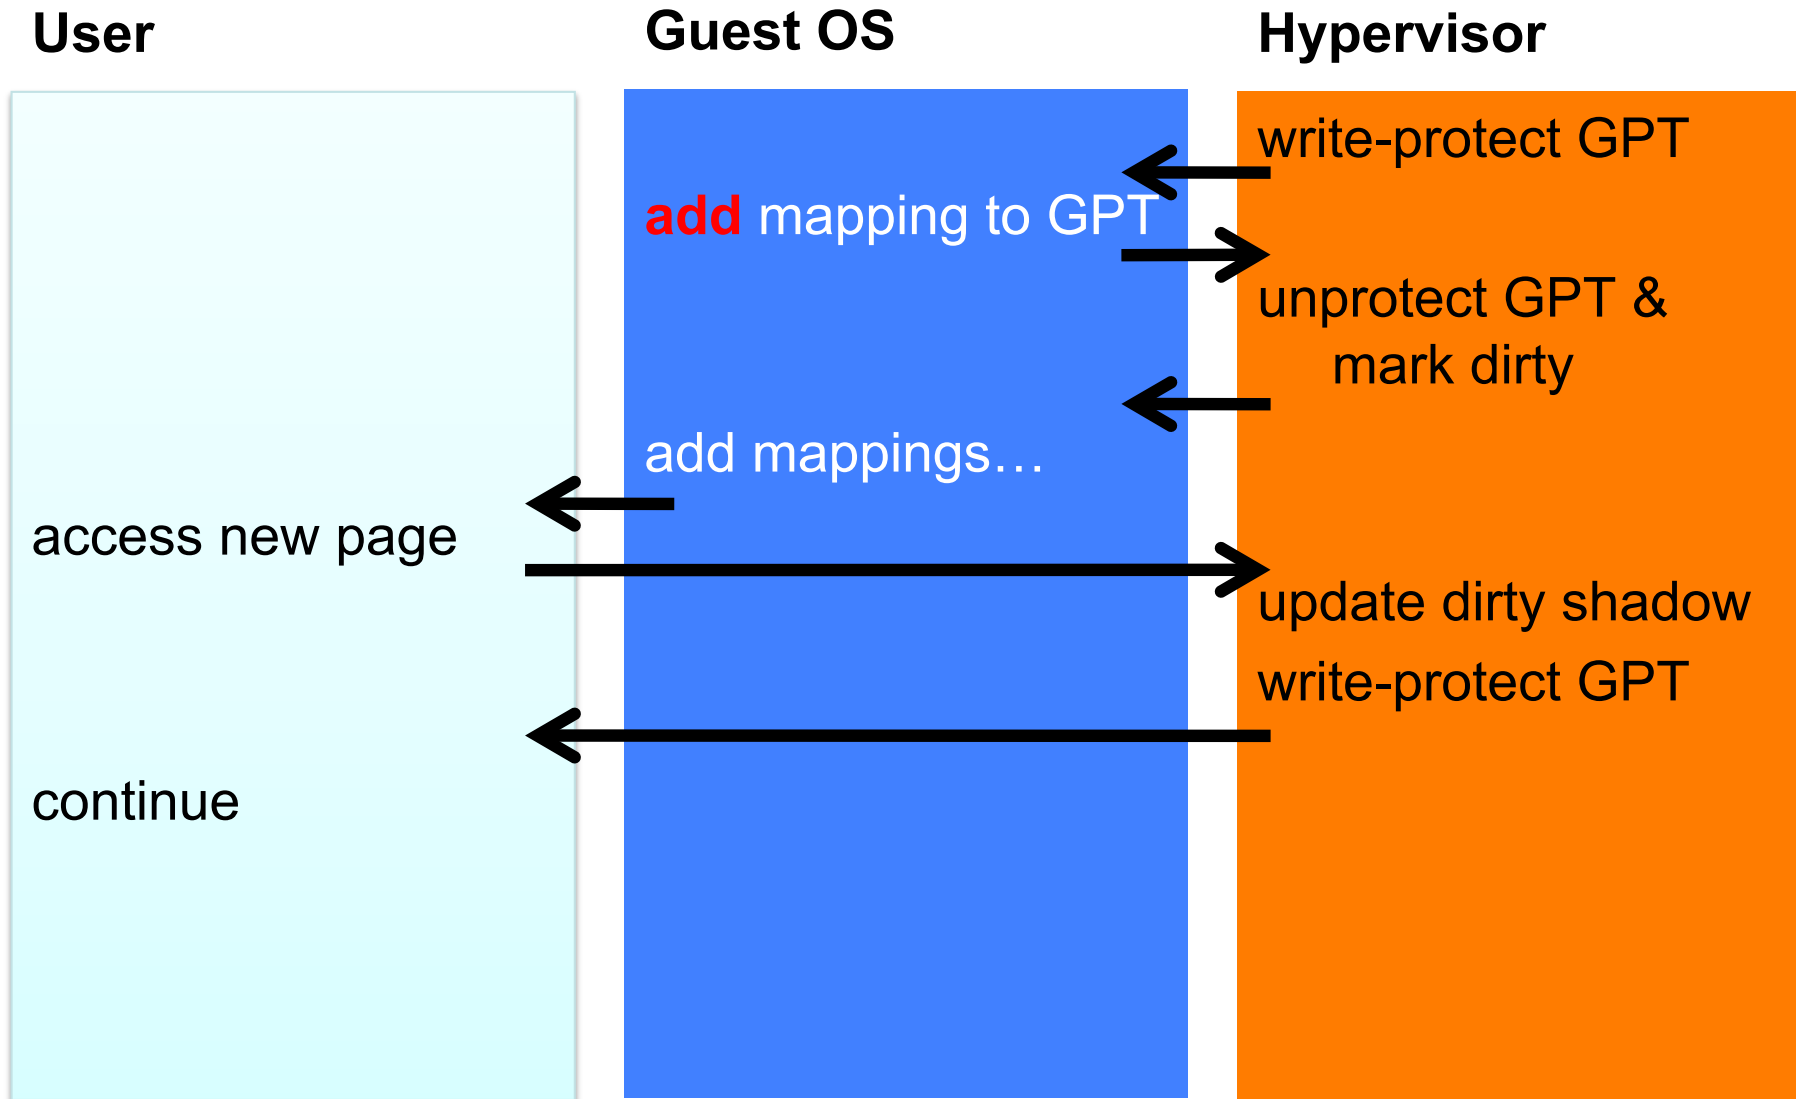 User
Guest OS
Hypervisor
write-protect GPT
add mapping to GPT
unprotect GPT &
mark dirty
add mappings…
access new page
update dirty shadow
write-protect GPT
continue